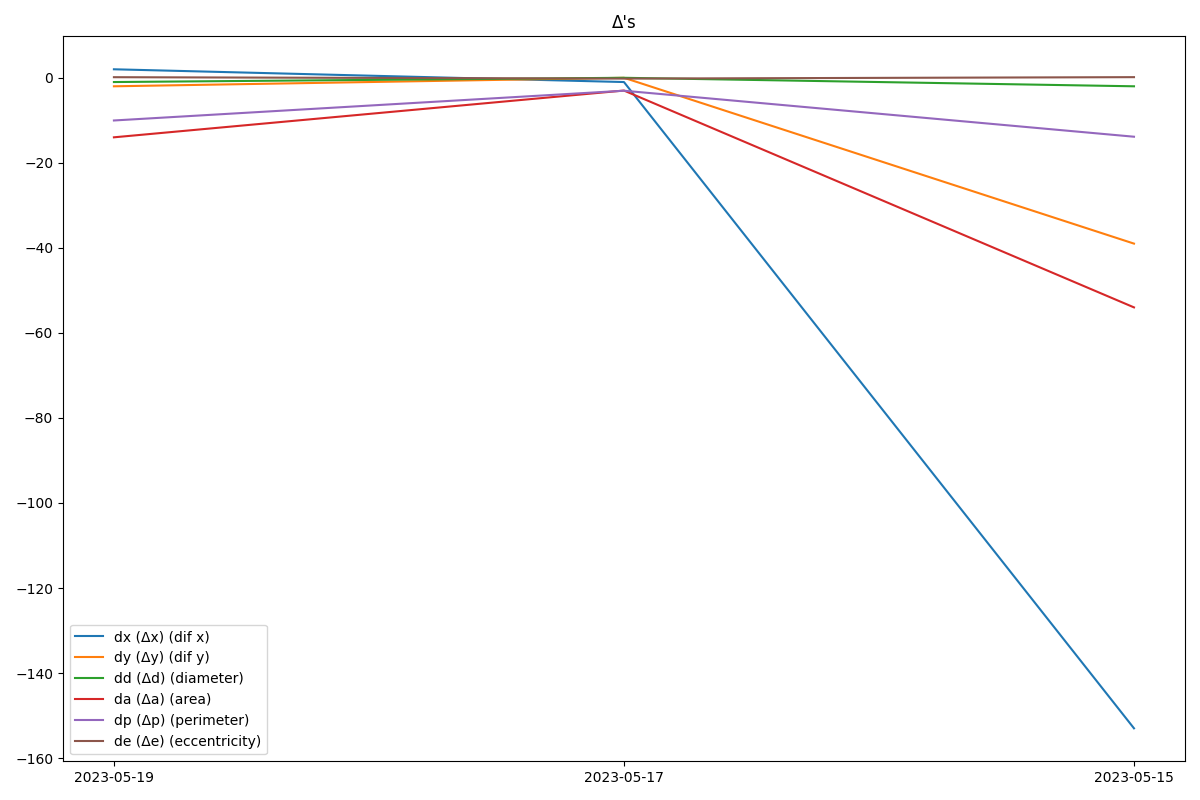 Δ's
0
−20
−40
−60
−80
−100
−120
−140
−160
dx (Δx) (dif x)
dy (Δy) (dif y)
dd (Δd) (diameter)
da (Δa) (area)
dp (Δp) (perimeter)
de (Δe) (eccentricity)
2023-05-19 2023-05-17 2023-05-15